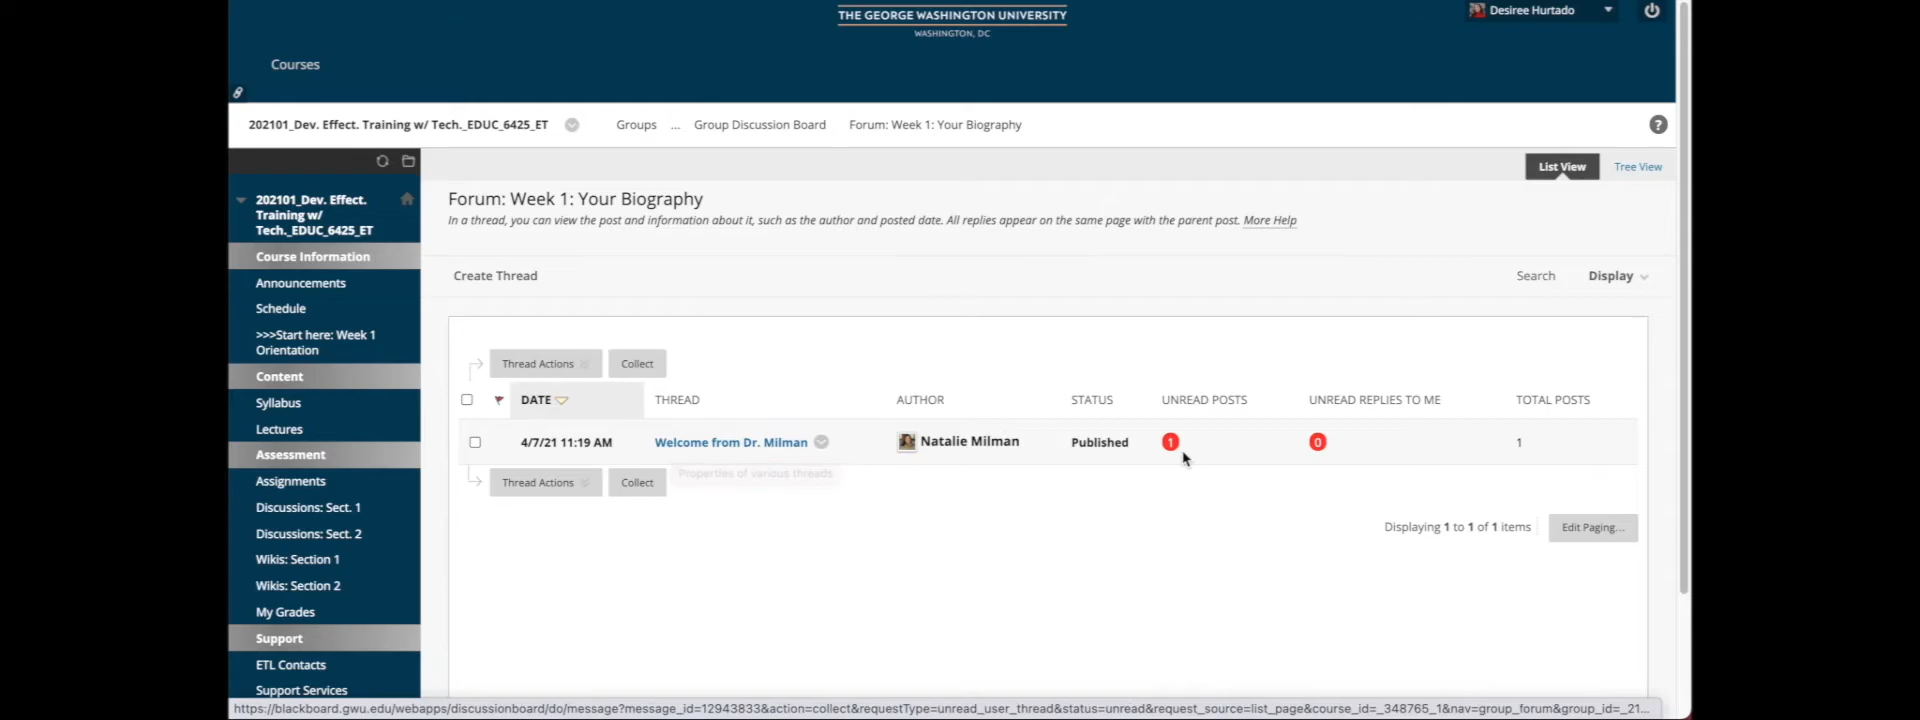 THE GEORGE WASHINGTON UNIVERSITY
WASHINGTON, DC
Desiree Hurtado
Courses
202101_Dev. Effect. Training w/ Tech._EDUC_6425_ET
Groups ... Group Discussion Board Forum: Week 1: Your Biography
?
List View
Tree View
202101_Dev. Effect.
Training w/
Tech._EDUC_6425_ET
Course Information
Announcements
Schedule
>>>Start here: Week 1
Orientation
Content
Syllabus
Lectures
Assessment
Assignments
Discussions: Sect. 1
Discussions: Sect. 2
Wikis: Section 1
Wikis: Section 2
My Grades
Support
ETL Contacts
Support Services
Forum: Week 1: Your Biography
In a thread, you can view the post and information about it, such as the author and posted date. All replies appear on the same page with the parent post. More Help
Create Thread
Search
Display
Thread Actions
Collect
DATE THREAD AUTHOR STATUS UNREAD POSTS UNREAD REPLIES TO ME TOTAL POSTS
4/7/21 11:19 AM Welcome from Dr. Milman Natalie Milman Published 1 0 1
Properties of various threads
Thread Actions
Collect
Displaying 1 to 1 of 1 items
Edit Paging...
https://blackboard.gwu.edu/webapps/discussionboard/do/message?message_id=12943833&action=collect&requestType=unread_user_thread&status=unread&request_source=list_page&course_id=_348765_1&nav=group_forum&group_id=_21...